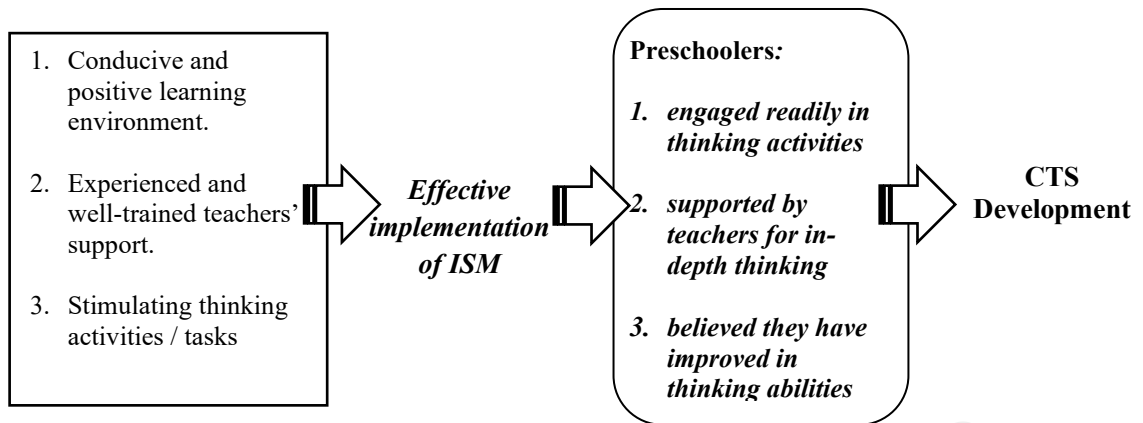 1. Conducive and
positive learning
environment.
2. Experienced and
well-trained teachers’
support.
3. Stimulating thinking
activities / tasks
Effective
implementation
of ISM
Preschoolers:
1. engaged readily in
thinking activities
2. supported by
teachers for in-
depth thinking
3. believed they have
improved in
thinking abilities
CTS
Development